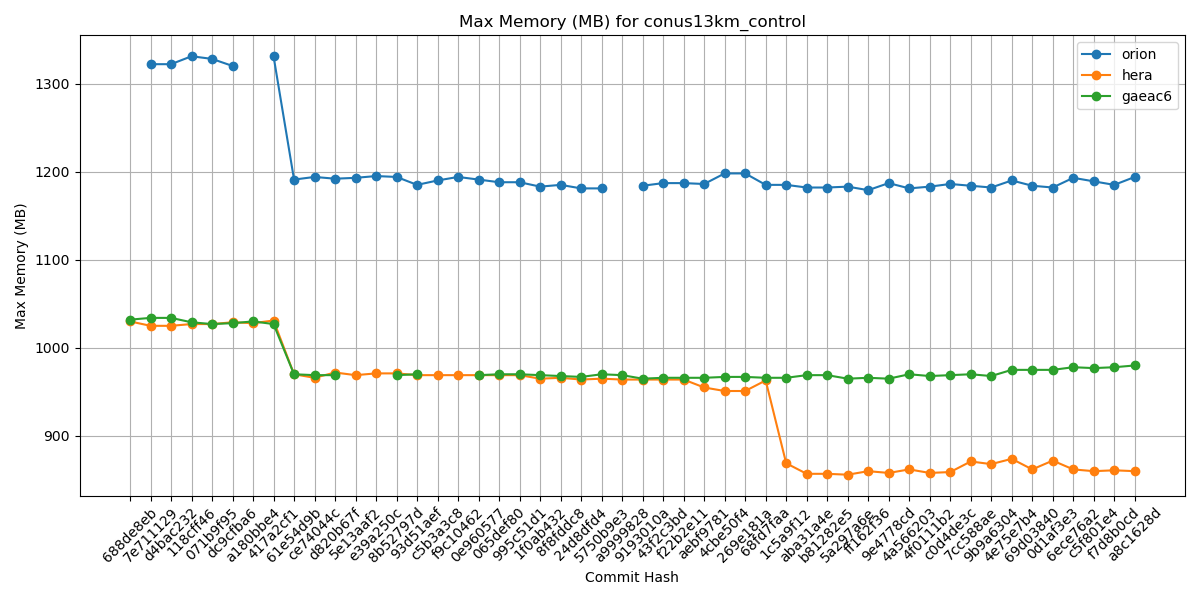 Max Memory (MB) for conus13km_control
orion
hera
gaeac6
1300
1200
1100
1000
900
Max Memory (MB)
688de8eb
7e711129
d4bac232
118cff46
071b9f95
dc9cfba6
a180bbe4
417a2cf1
61e54d9b
ce74044c
d820b67f
5e13aaf2
e39a250c
8b52797d
93d51aef
c5b3a3c8
f9c10462
0e960577
065def80
995c51d1
1f0ab432
8f8fddc8
24d8dfd4
5750b9e3
a9999828
9193010a
43f2c3bd
f22b2e11
aebf9781
4cbe50f4
269e181a
68fd7faa
1c5a9f12
aba31a4e
b81282e5
5a297a6e
ff162f36
9e4778cd
4a566203
4f0111b2
c0d4de3c
7cc588ae
9b9a6304
4e75e7b4
69d03840
0d1af3e3
6ece76a2
c5f801e4
f7d8b0cd
a8c1628d
Commit Hash